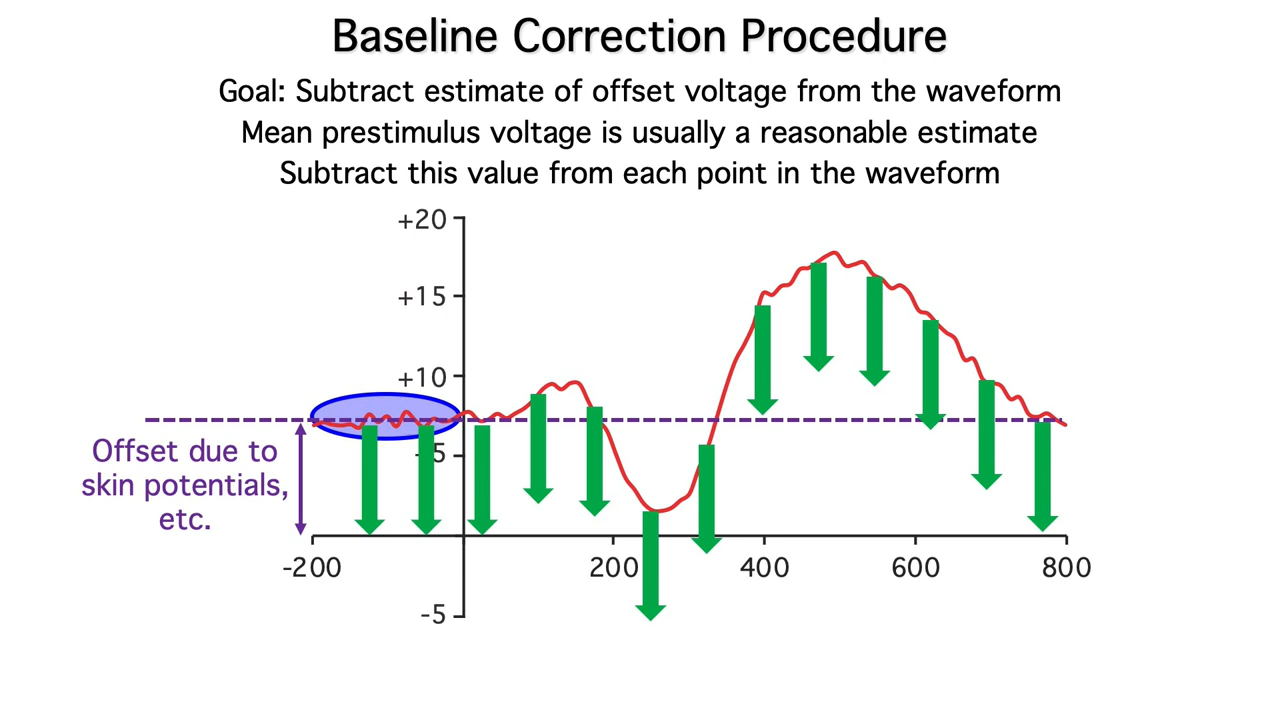 Baseline Correction Procedure
Goal: Subtract estimate of offset voltage from the waveform
Mean prestimulus voltage is usually a reasonable estimate
Subtract this value from each point in the waveform
+20
+15
+10
+5
-5
Offset due to
skin potentials,
etc.
-200
200
400
600
800